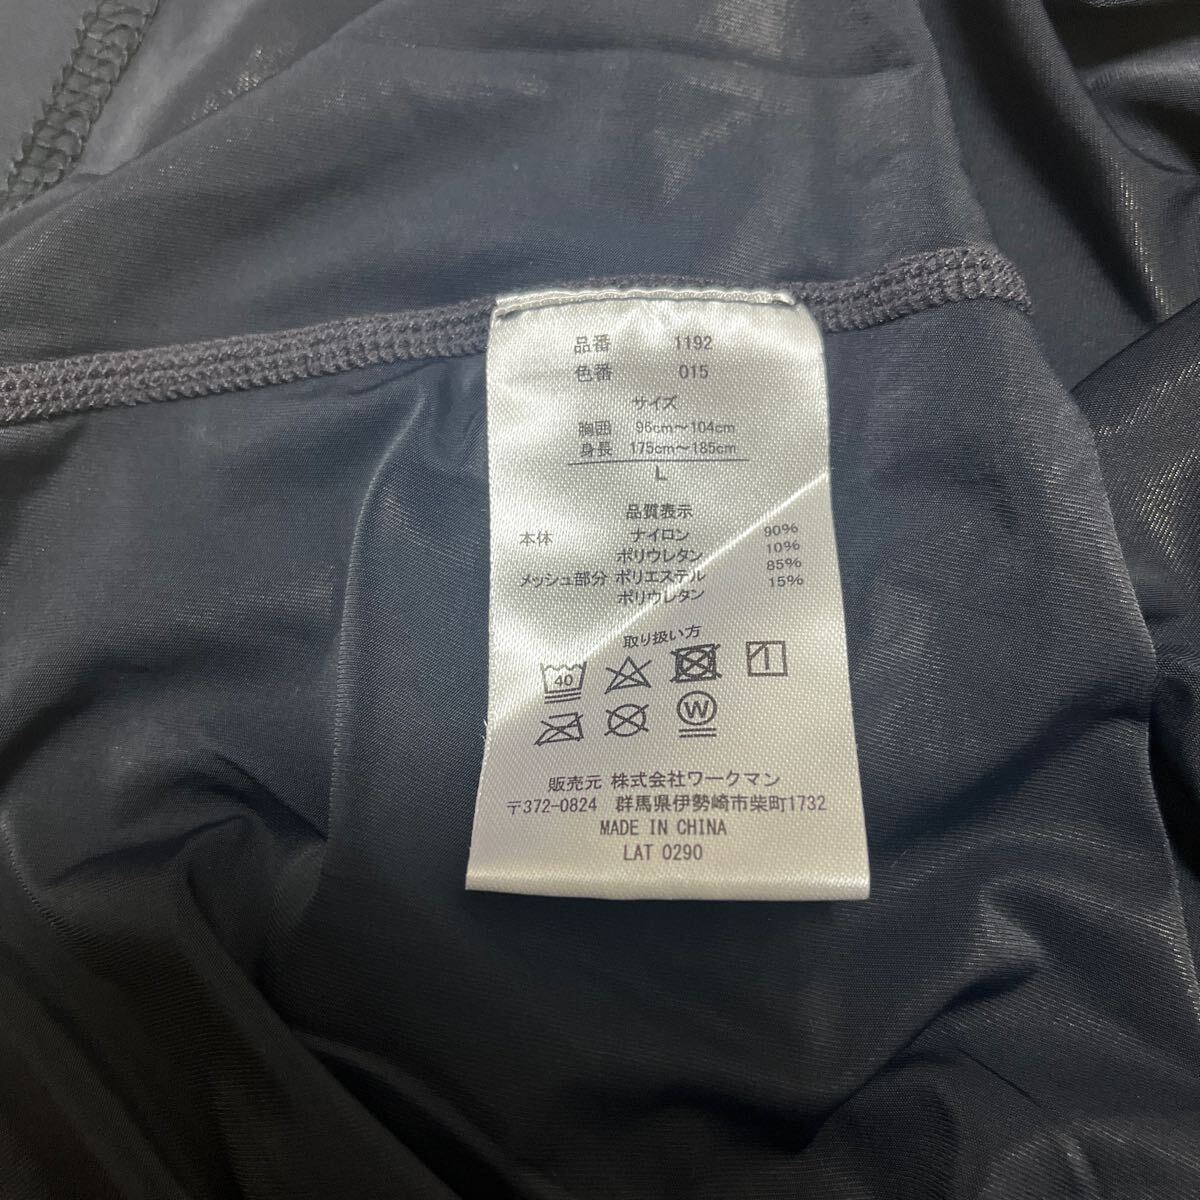 品番 1192
色番 015
サイズ
胸囲 96cm～104cm
身長 175cm～185cm
L
品質表示
本体 ナイロン 90%
ポリウレタン 10%
メッシュ部分 ポリエステル 85%
ポリウレタン 15%
取り扱い方
40
W
販売元 株式会社ワークマン
〒372-0824 群馬県伊勢崎市柴町1732
MADE IN CHINA
LAT 0290